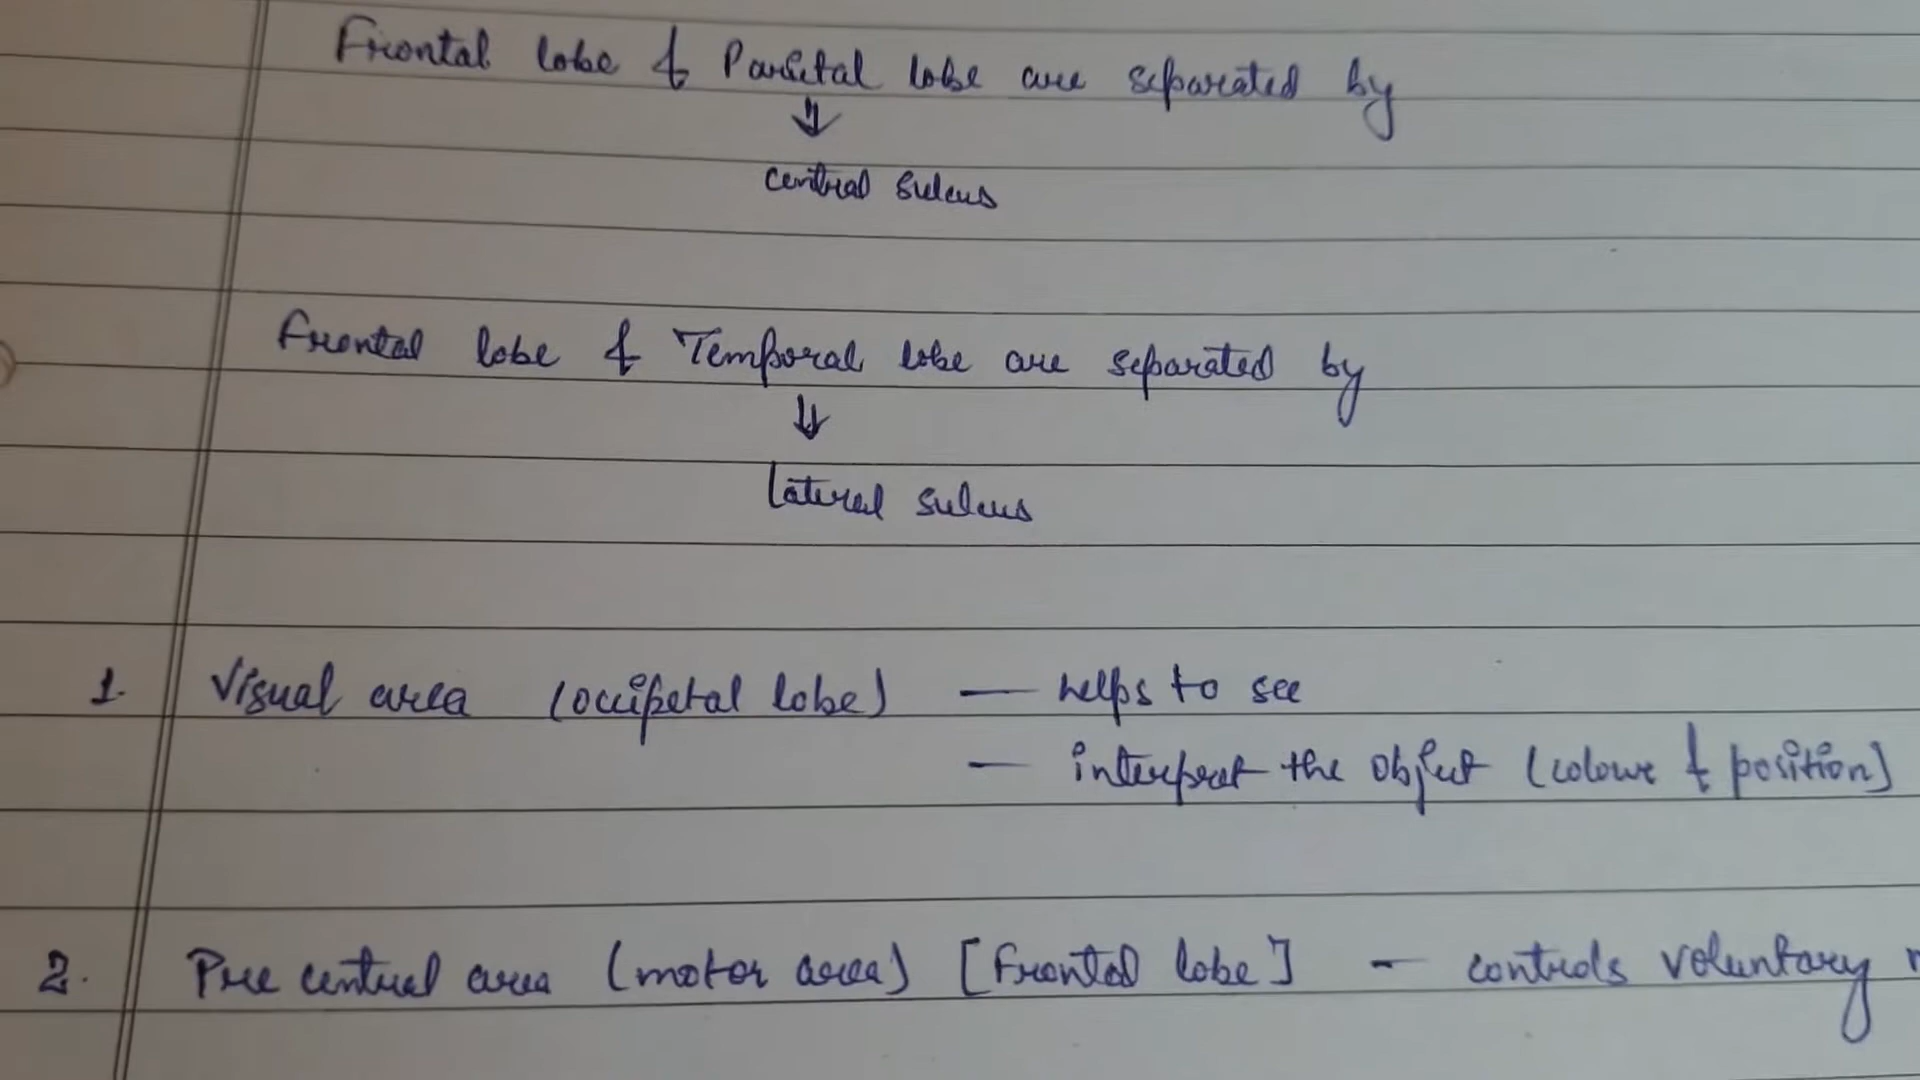 Frontal lobe & Parietal lobe are separated by
↓
central sulcus
Frontal lobe & Temporal lobe are separated by
↓
lateral sulcus
1. Visual area (occipetal lobe) — helps to see
— interpret the object (colour & position)
2. Pre central area (motor area) [Frontal lobe] - controls voluntary